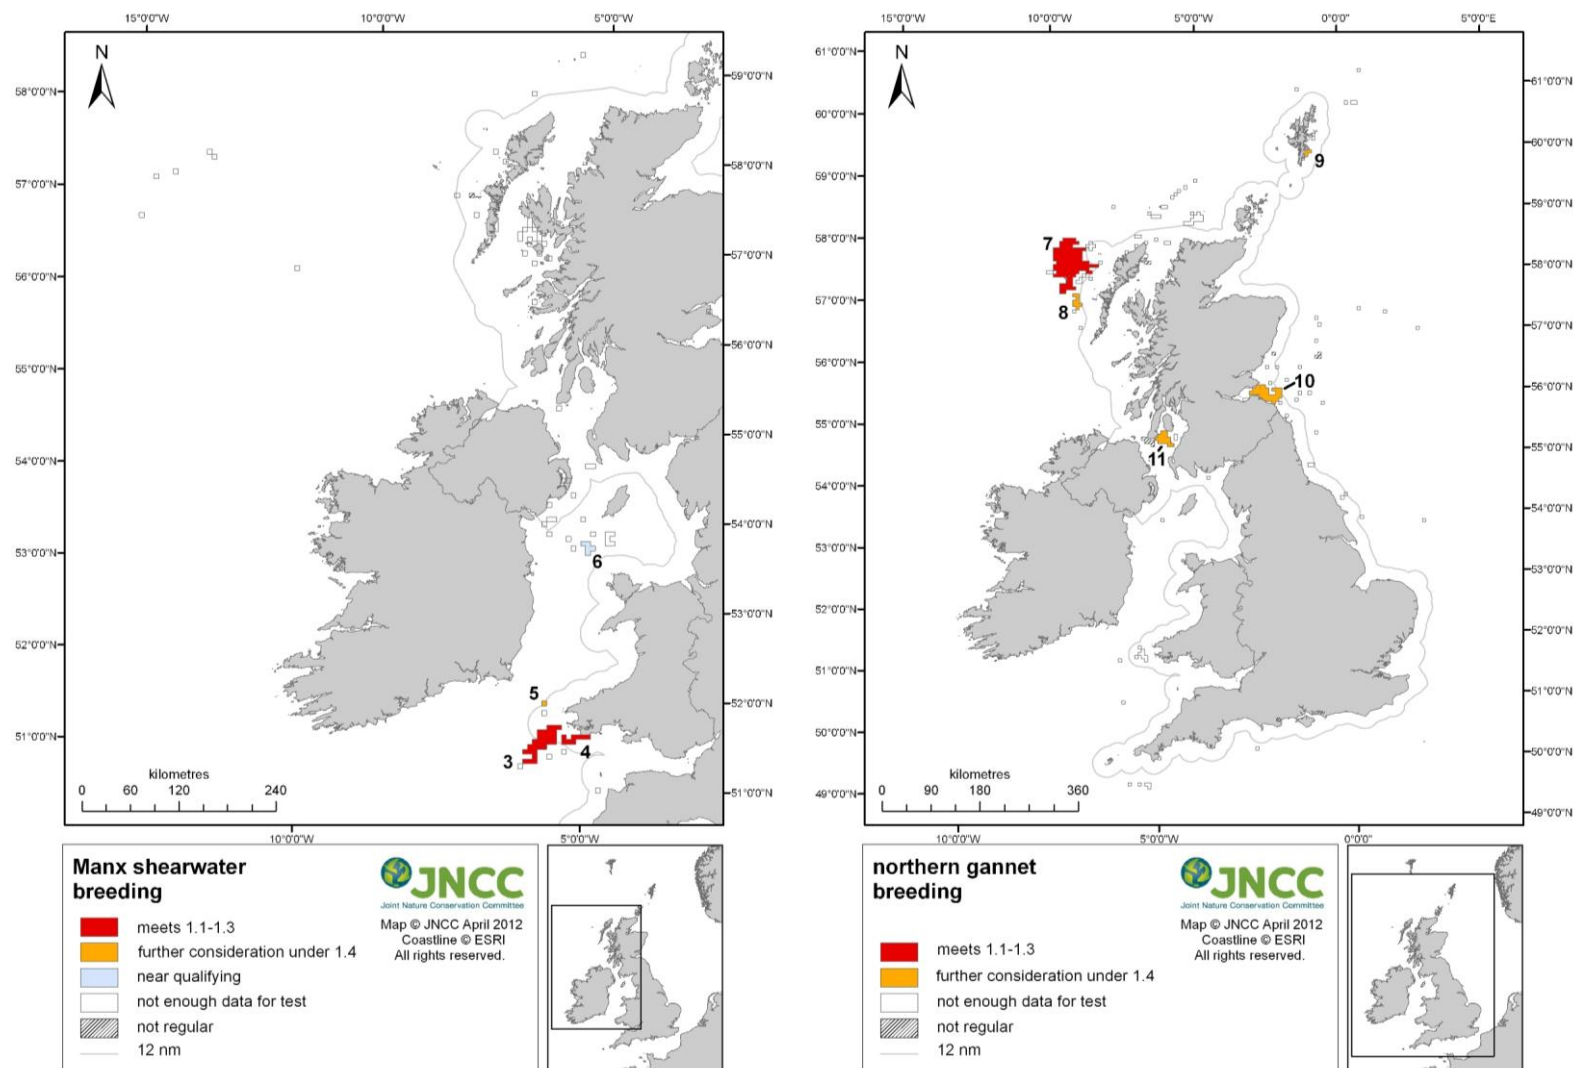 15°0'0"W 10°0'0"W 5°0'0"W
N
58°0'0"N
57°0'0"N
56°0'0"N
55°0'0"N
54°0'0"N
53°0'0"N
52°0'0"N
51°0'0"N
59°0'0"N
58°0'0"N
57°0'0"N
56°0'0"N
55°0'0"N
54°0'0"N
53°0'0"N
52°0'0"N
51°0'0"N
6
5
4
3
kilometres
0 60 120 240
10°0'0"W 5°0'0"W
Manx shearwater
breeding
meets 1.1-1.3
further consideration under 1.4
near qualifying
not enough data for test
not regular
12 nm
JNCC
Joint Nature Conservation Committee
Map © JNCC April 2012
Coastline © ESRI
All rights reserved.
15°0'0"W 10°0'0"W 5°0'0"W 0°0'0" 5°0'0"E
N
61°0'0"N
60°0'0"N
59°0'0"N
58°0'0"N
57°0'0"N
56°0'0"N
55°0'0"N
54°0'0"N
53°0'0"N
52°0'0"N
51°0'0"N
50°0'0"N
49°0'0"N
61°0'0"N
60°0'0"N
59°0'0"N
58°0'0"N
57°0'0"N
56°0'0"N
55°0'0"N
54°0'0"N
53°0'0"N
52°0'0"N
51°0'0"N
50°0'0"N
49°0'0"N
9
7
8
10
11
kilometres
0 90 180 360
10°0'0"W 5°0'0"W 0°0'0"
northern gannet
breeding
meets 1.1-1.3
further consideration under 1.4
not enough data for test
not regular
12 nm
JNCC
Joint Nature Conservation Committee
Map © JNCC April 2012
Coastline © ESRI
All rights reserved.